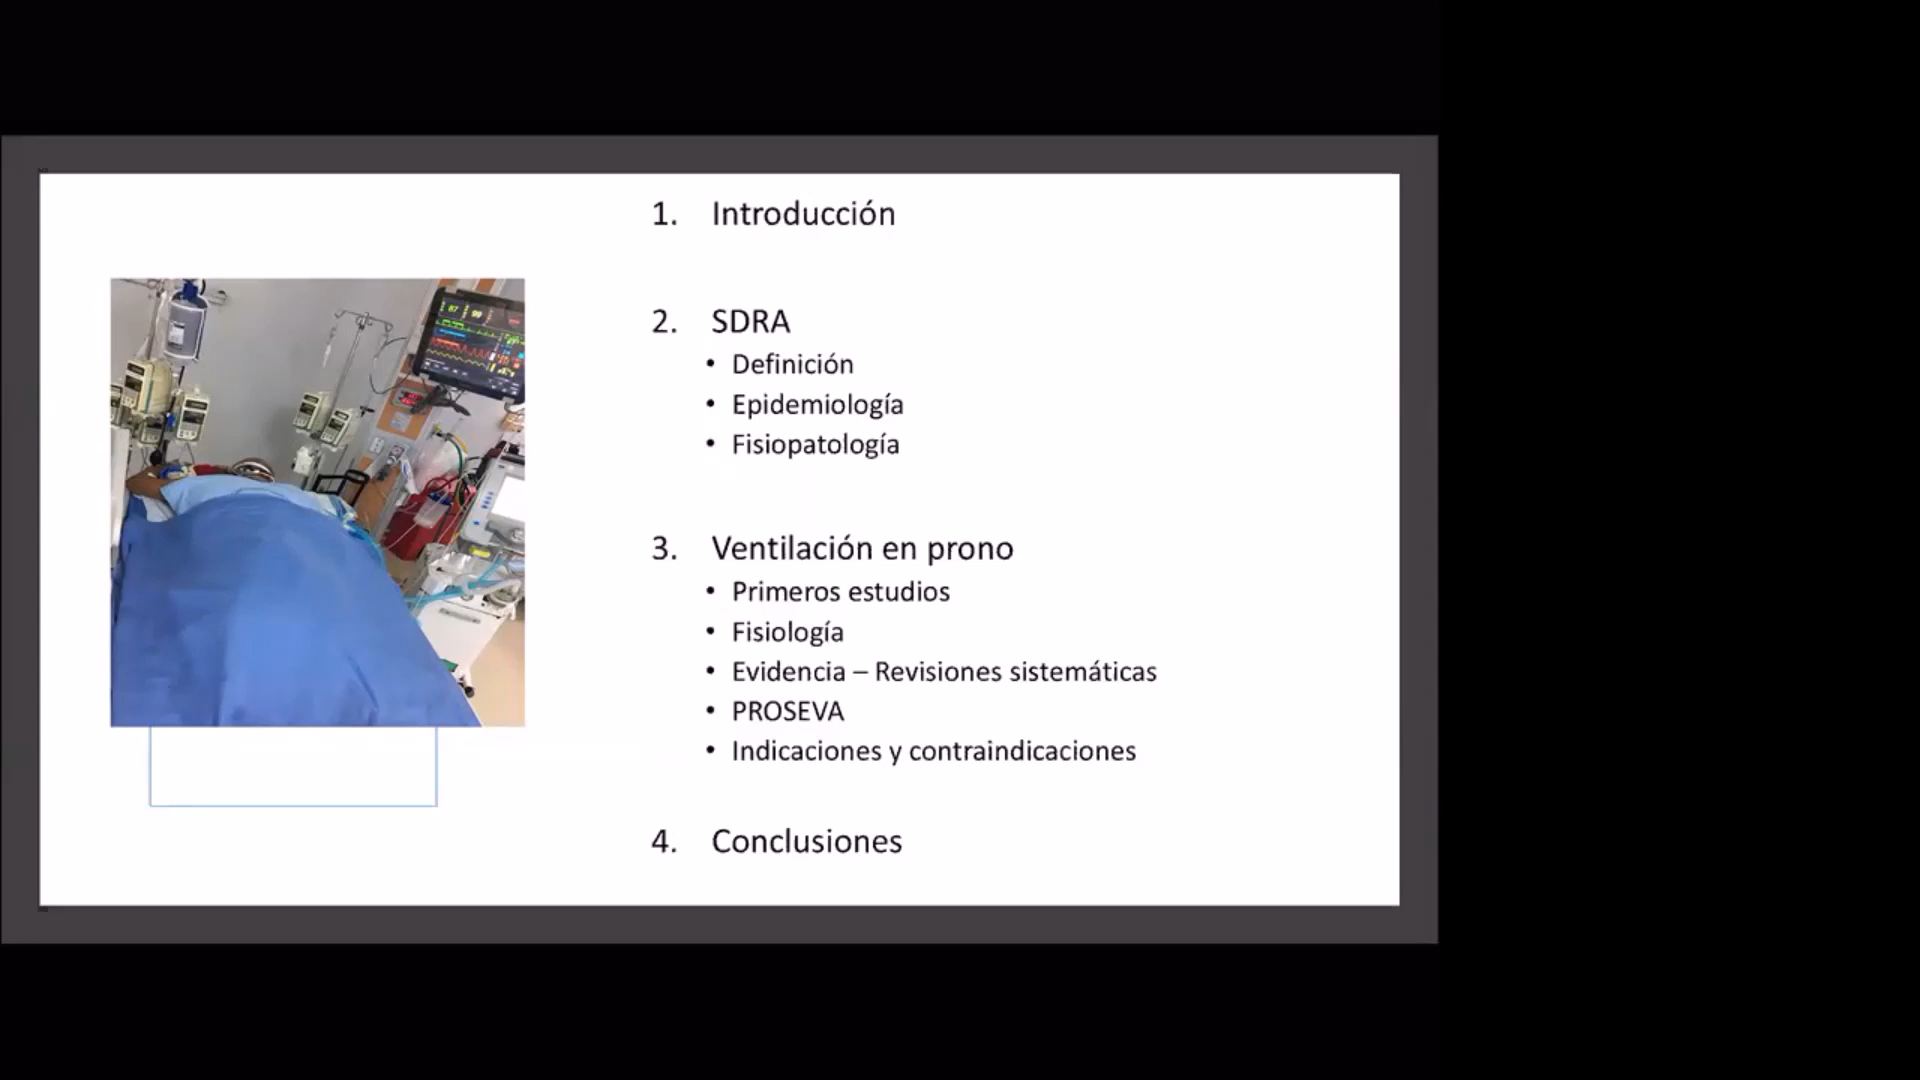 1. Introducción
2. SDRA
• Definición
• Epidemiología
• Fisiopatología
3. Ventilación en prono
• Primeros estudios
• Fisiología
• Evidencia – Revisiones sistemáticas
• PROSEVA
• Indicaciones y contraindicaciones
4. Conclusiones